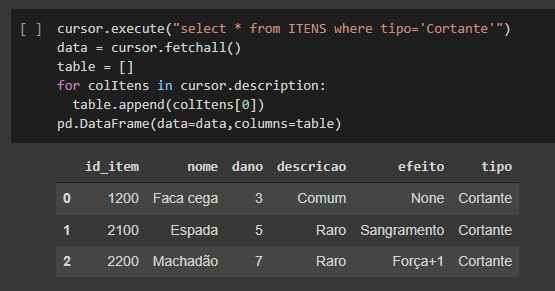 [ ] cursor.execute("select * from ITENS where tipo='Cortante'")
data = cursor.fetchall()
table = []
for colItens in cursor.description:
  table.append(colItens[0])
pd.DataFrame(data=data,columns=table)
id_item nome dano descricao efeito tipo
0 1200 Faca cega 3 Comum None Cortante
1 2100 Espada 5 Raro Sangramento Cortante
2 2200 Machadão 7 Raro Força+1 Cortante